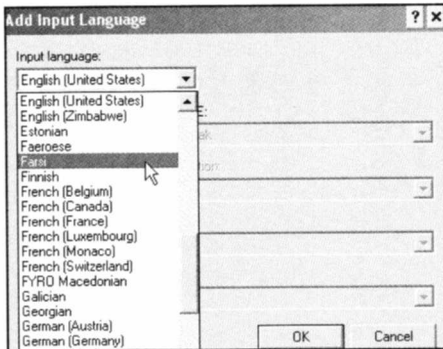 Add Input Language
Input language:
English (United States)
English (United States)
English (Zimbabwe)
Estonian
Faeroese
Farsi
Finnish
French (Belgium)
French (Canada)
French (France)
French (Luxembourg)
French (Monaco)
French (Switzerland)
FYRO Macedonian
Galician
Georgian
German (Austria)
German (Germany)
OK Cancel